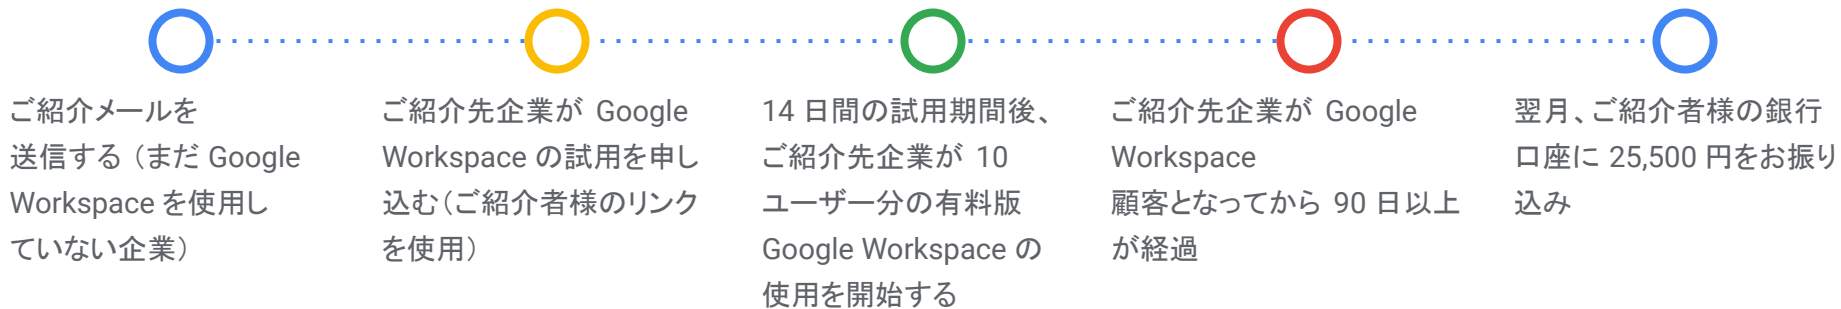 ご紹介メールを
送信する（まだ Google
Workspace を使用し
ていない企業）
ご紹介先企業が Google
Workspace の試用を申し
込む（ご紹介者様のリンク
を使用）
14 日間の試用期間後、
ご紹介先企業が 10
ユーザー分の有料版
Google Workspace の
使用を開始する
ご紹介先企業が Google
Workspace
顧客となってから 90 日以上
が経過
翌月、ご紹介者様の銀行
口座に 25,500 円をお振り
込み